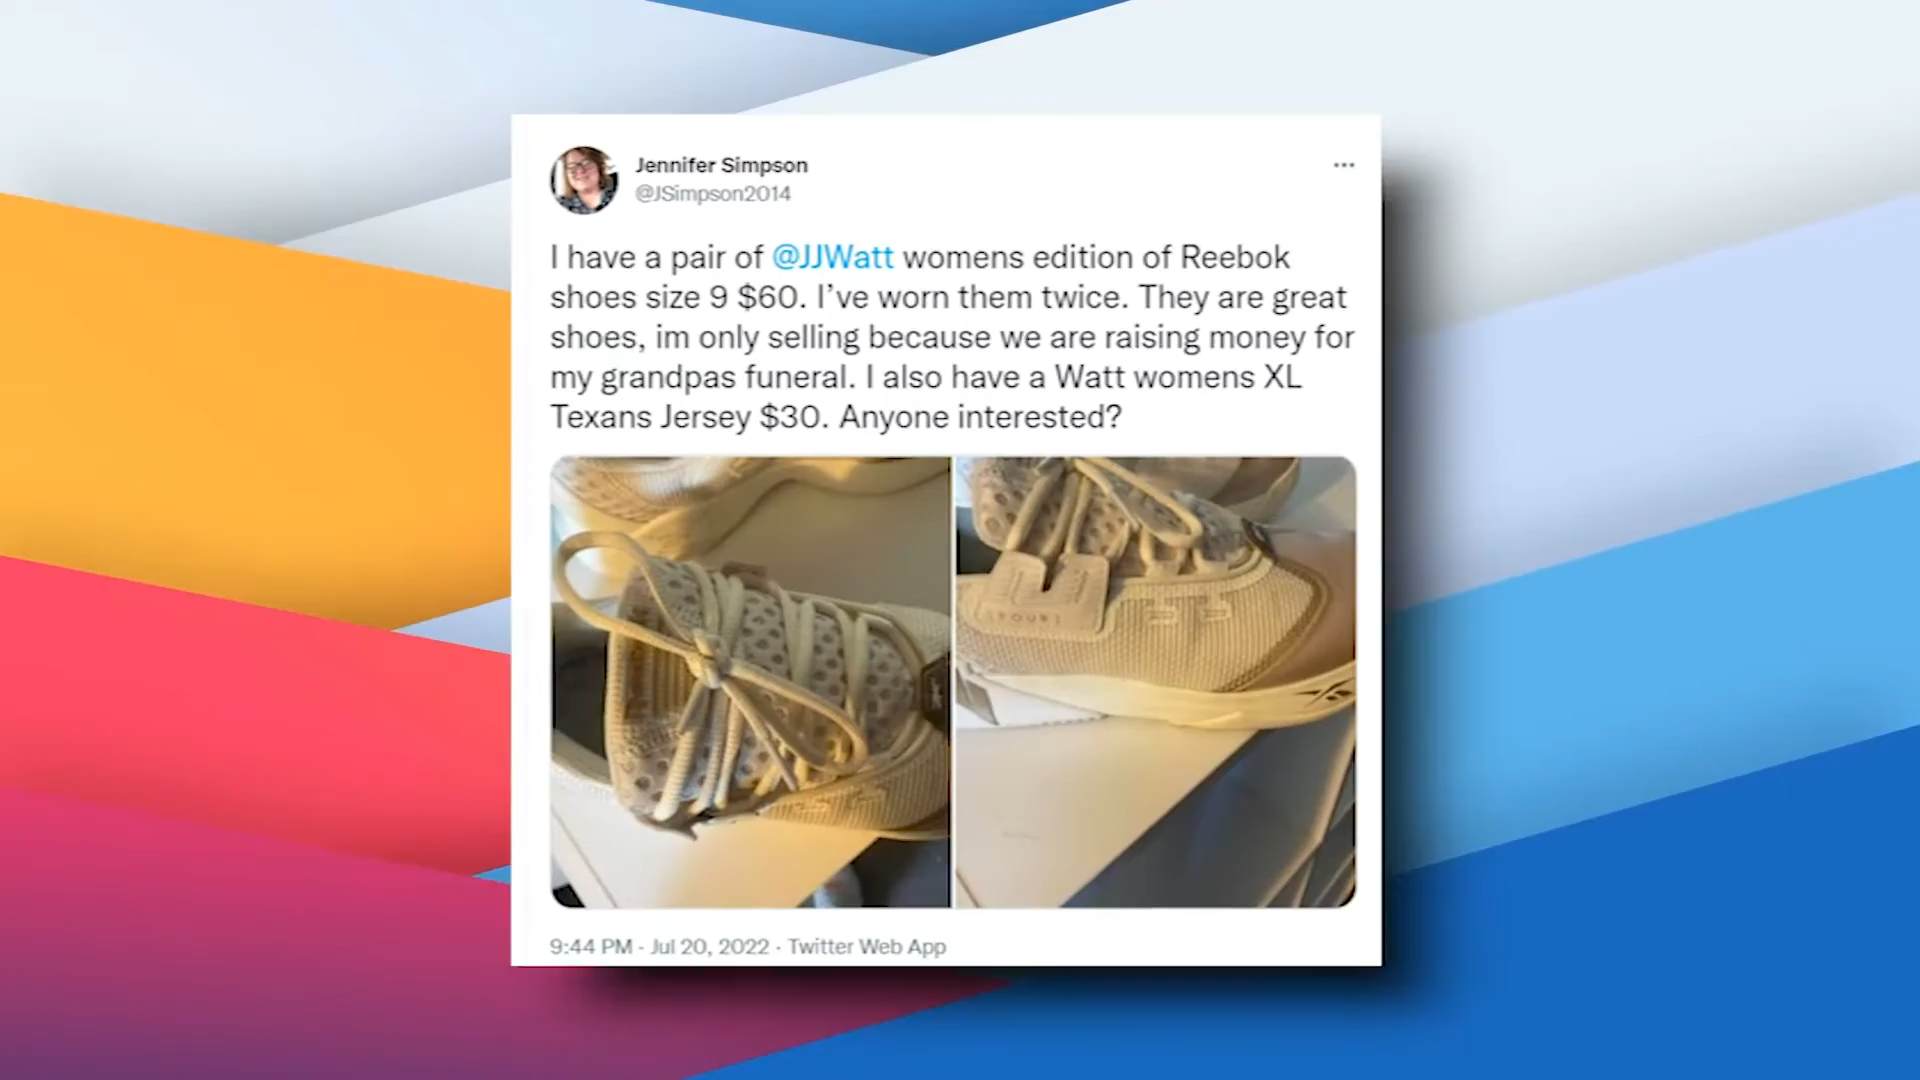 Jennifer Simpson
@JSimpson2014
I have a pair of @JJWatt womens edition of Reebok
shoes size 9 $60. I’ve worn them twice. They are great
shoes, im only selling because we are raising money for
my grandpas funeral. I also have a Watt womens XL
Texans Jersey $30. Anyone interested?
9:44 PM · Jul 20, 2022 · Twitter Web App